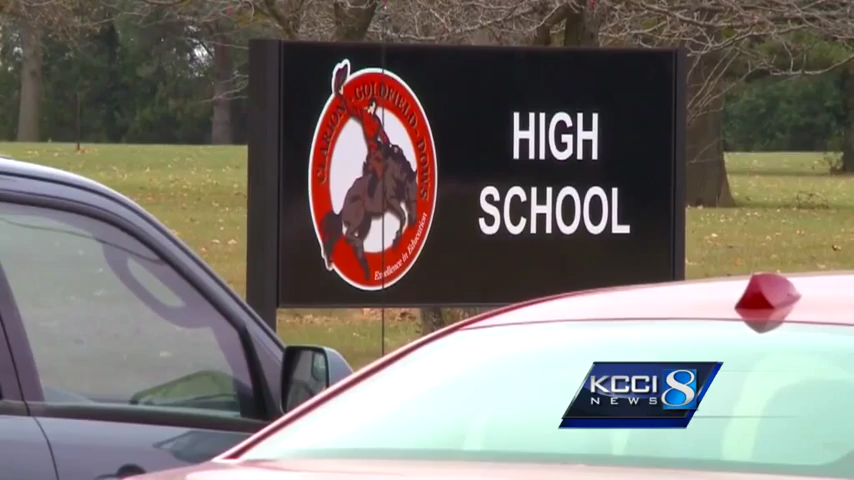 CLARION · GOLDFIELD · DOWS
Excellence in Education
HIGH
SCHOOL
KCCI 8
NEWS